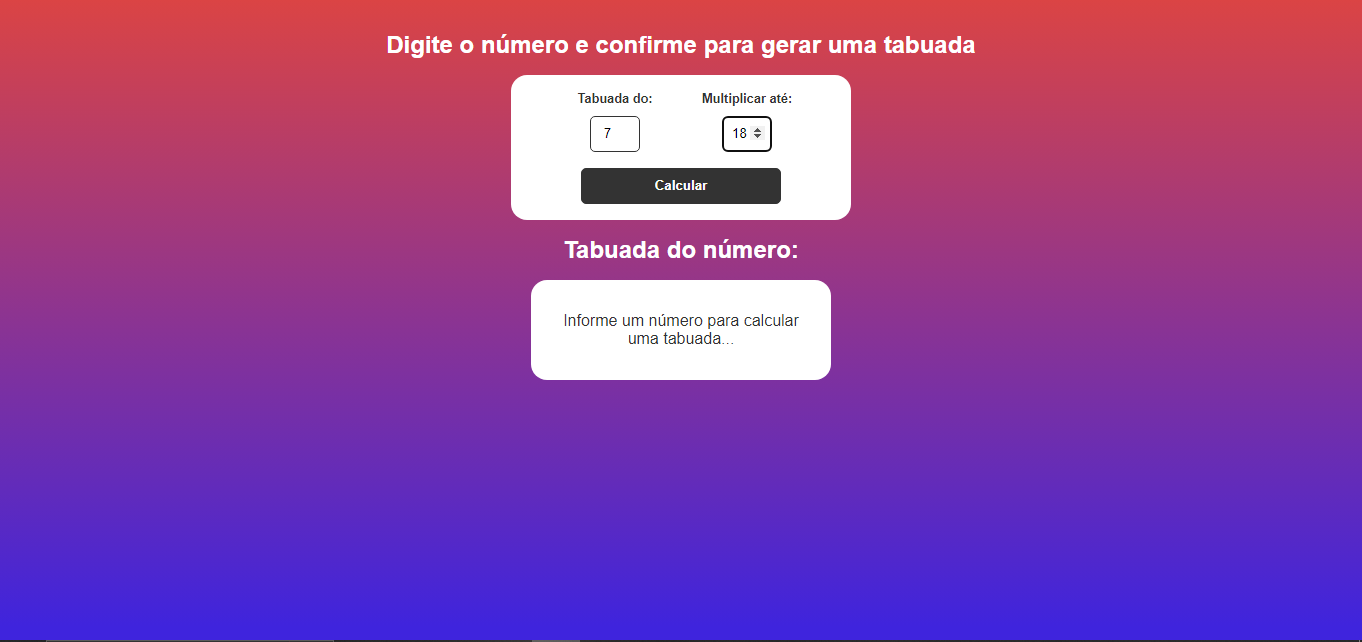 Digite o número e confirme para gerar uma tabuada
Tabuada do: Multiplicar até:
7 18
Calcular
Tabuada do número:
Informe um número para calcular
uma tabuada...